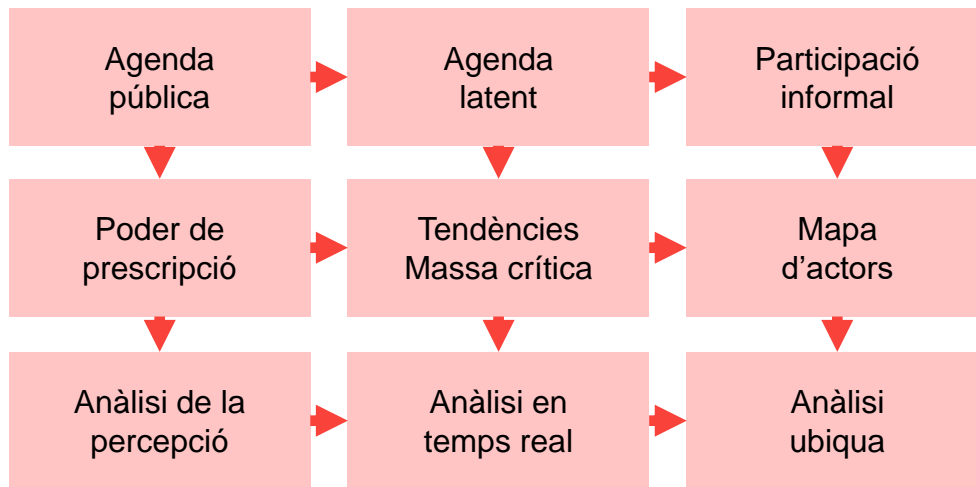 Agenda
pública
Agenda
latent
Participació
informal
Poder de
prescripció
Tendències
Massa crítica
Mapa
d’actors
Anàlisi de la
percepció
Anàlisi en
temps real
Anàlisi
ubiqua